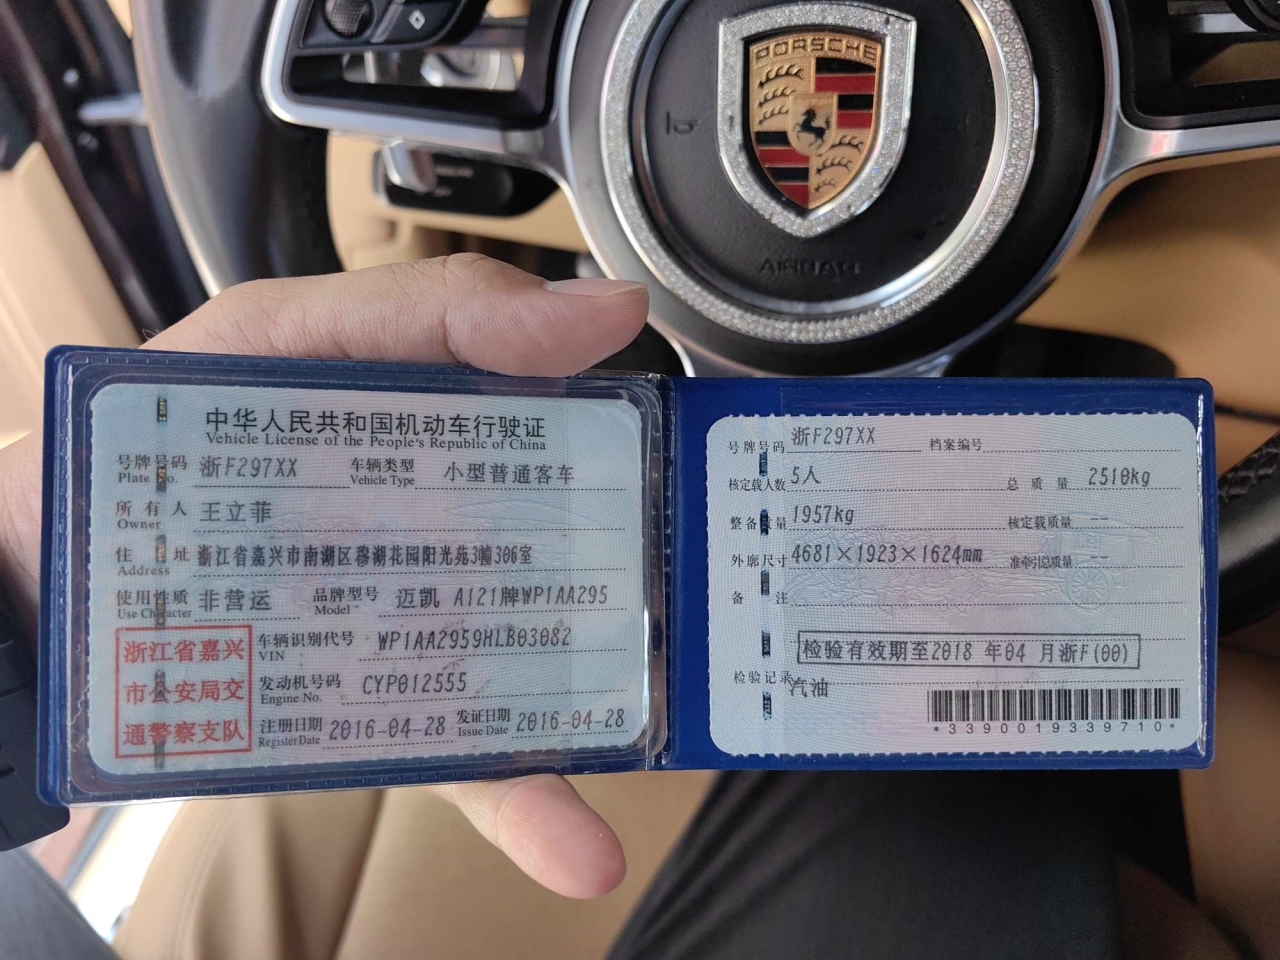 PORSCHE
AIRBAG
中华人民共和国机动车行驶证
Vehicle License of the People's Republic of China
号牌号码 浙F297XX 车辆类型 小型普通客车
Plate No. Vehicle Type
所有人 王立菲
Owner
住址 浙江省嘉兴市南湖区穆湖花园阳光苑3幢306室
Address
使用性质 非营运 品牌型号 迈凯 A121牌WP1AA295
Use Character Model
浙江省嘉兴
市公安局交
通警察支队
车辆识别代号 WP1AA2959HLB03082
VIN
发动机号码 CYP012555
Engine No.
注册日期 2016-04-28 发证日期 2016-04-28
Register Date Issue Date
号牌号码 浙F297XX 档案编号
核定载人数 5人 总质量 2510kg
整备质量 1957kg 核定载质量 --
外廓尺寸 4681×1923×1624mm 准牵引总质量 --
备注
检验有效期至2018 年04 月浙F(00)
检验记录 汽油
*3390019339710*